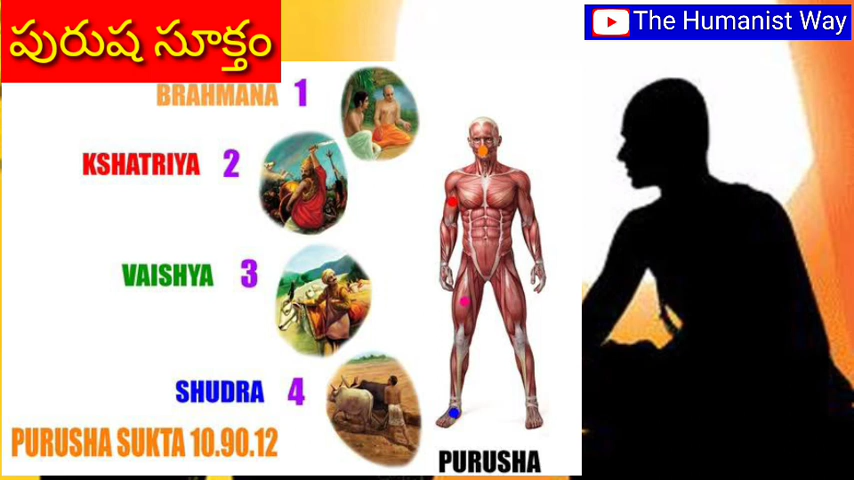 పురుష సూక్తం
The Humanist Way
BRAHMANA 1
KSHATRIYA 2
VAISHYA 3
SHUDRA 4
PURUSHA SUKTA 10.90.12
PURUSHA